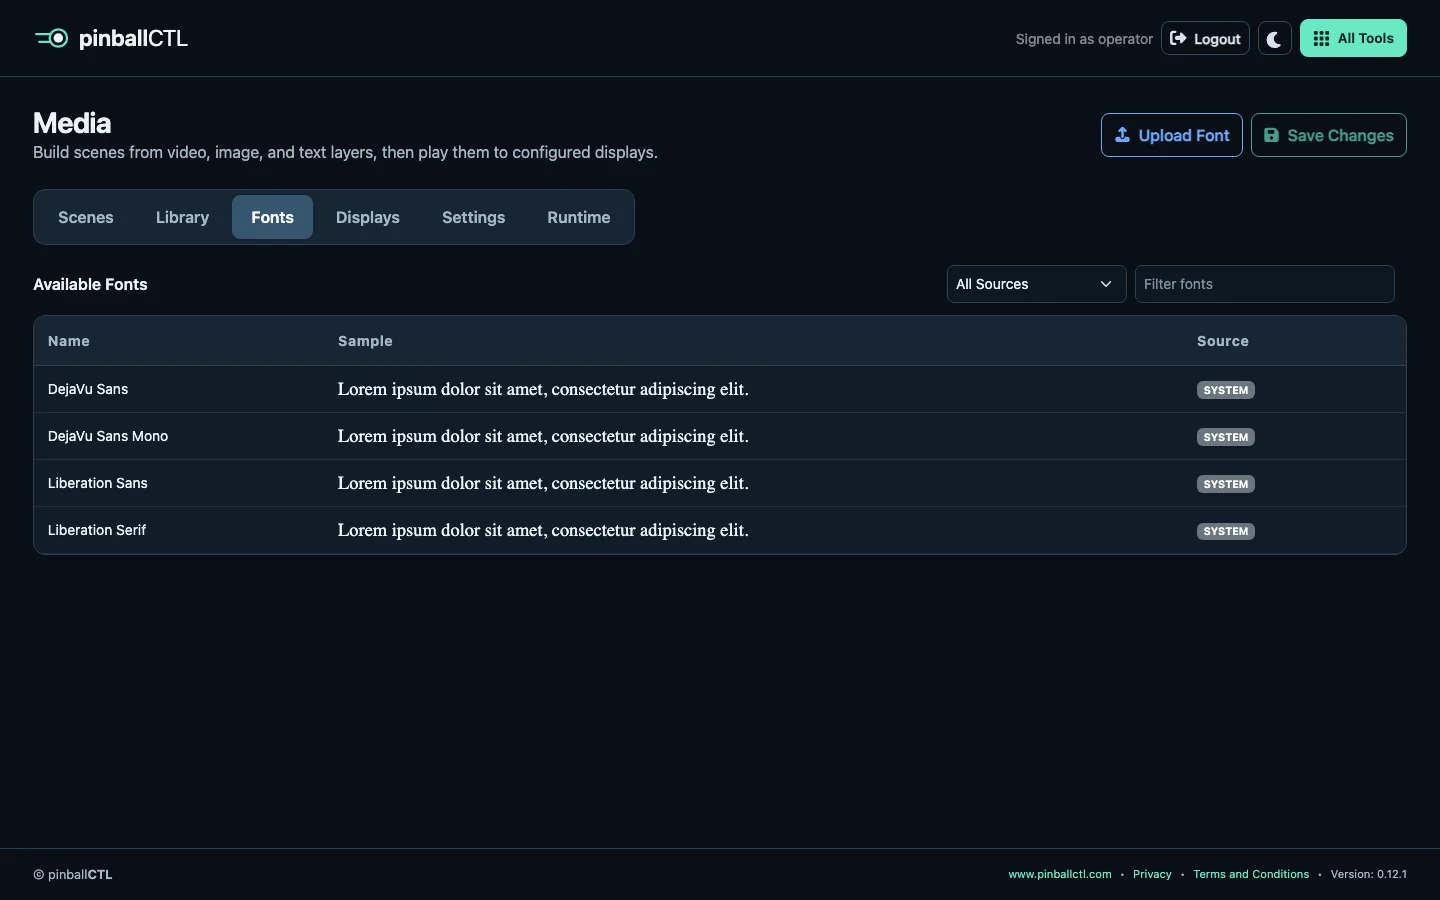 pinballCTL
Signed in as operator
Logout
All Tools
Media
Build scenes from video, image, and text layers, then play them to configured displays.
Upload Font
Save Changes
Scenes Library Fonts Displays Settings Runtime
Available Fonts
All Sources
Filter fonts
Name Sample Source
DejaVu Sans Lorem ipsum dolor sit amet, consectetur adipiscing elit. SYSTEM
DejaVu Sans Mono Lorem ipsum dolor sit amet, consectetur adipiscing elit. SYSTEM
Liberation Sans Lorem ipsum dolor sit amet, consectetur adipiscing elit. SYSTEM
Liberation Serif Lorem ipsum dolor sit amet, consectetur adipiscing elit. SYSTEM
© pinballCTL
www.pinballctl.com • Privacy • Terms and Conditions • Version: 0.12.1